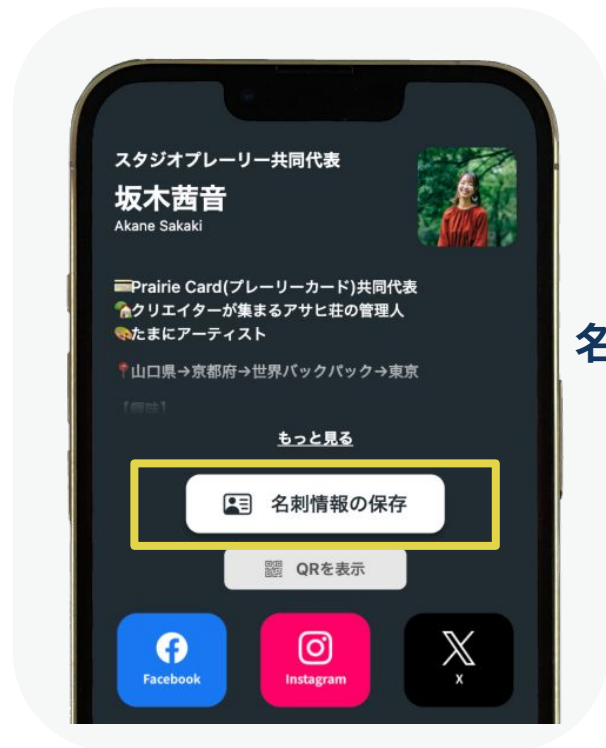 スタジオプレーリー共同代表
坂木茜音
Akane Sakaki
Prairie Card(プレーリーカード)共同代表
クリエイターが集まるアサヒ荘の管理人
たまにアーティスト
山口県→京都府→世界バックパック→東京
【興味】
もっと見る
名刺情報の保存
QRを表示
Facebook
Instagram
X
名